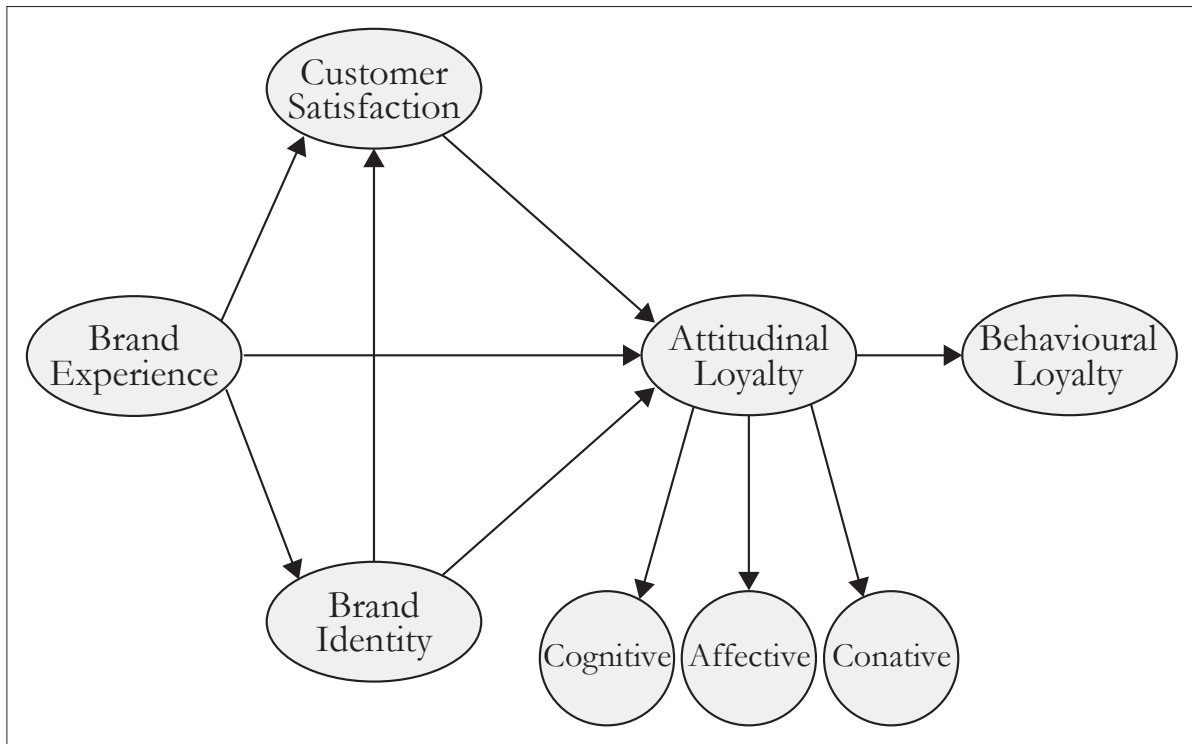 Customer
Satisfaction
Brand
Experience
Attitudinal
Loyalty
Behavioural
Loyalty
Brand
Identity
Cognitive
Affective
Conative